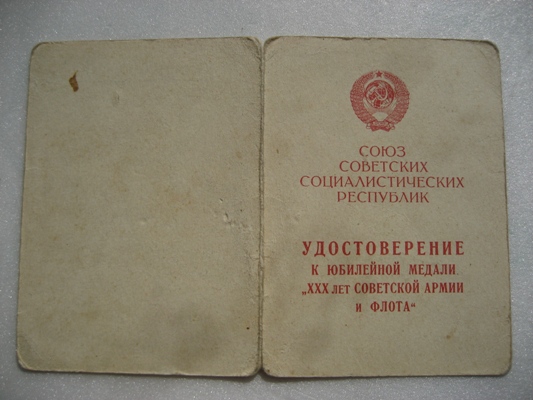 СОЮЗ
СОВЕТСКИХ
СОЦИАЛИСТИЧЕСКИХ
РЕСПУБЛИК
УДОСТОВЕРЕНИЕ
К ЮБИЛЕЙНОЙ МЕДАЛИ
„XXX ЛЕТ СОВЕТСКОЙ АРМИИ
И ФЛОТА“